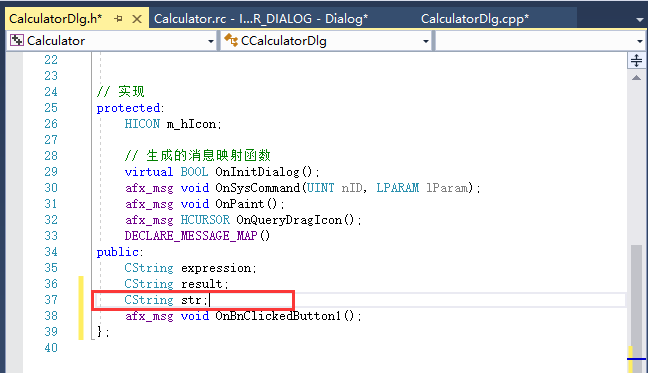 CalculatorDlg.h*
Calculator.rc - I...R_DIALOG - Dialog*
CalculatorDlg.cpp*
Calculator
CCalculatorDlg
22
23
24 // 实现
25 protected:
26 HICON m_hIcon;
27
28 // 生成的消息映射函数
29 virtual BOOL OnInitDialog();
30 afx_msg void OnSysCommand(UINT nID, LPARAM lParam);
31 afx_msg void OnPaint();
32 afx_msg HCURSOR OnQueryDragIcon();
33 DECLARE_MESSAGE_MAP()
34 public:
35 CString expression;
36 CString result;
37 CString str;
38 afx_msg void OnBnClickedButton1();
39 };
40